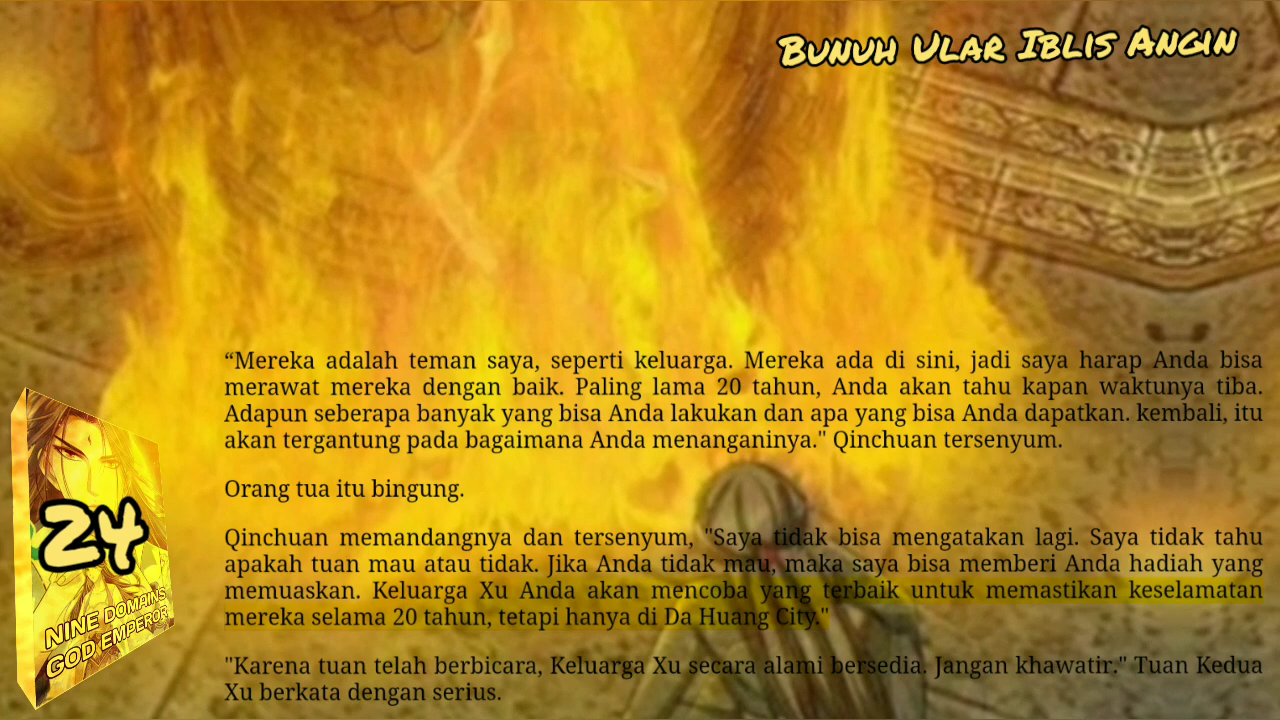 Bunuh Ular Iblis Angin
“Mereka adalah teman saya, seperti keluarga. Mereka ada di sini, jadi saya harap Anda bisa
merawat mereka dengan baik. Paling lama 20 tahun, Anda akan tahu kapan waktunya tiba.
Adapun seberapa banyak yang bisa Anda lakukan dan apa yang bisa Anda dapatkan. kembali, itu
akan tergantung pada bagaimana Anda menanganinya." Qinchuan tersenyum.
Orang tua itu bingung.
Qinchuan memandangnya dan tersenyum, "Saya tidak bisa mengatakan lagi. Saya tidak tahu
apakah tuan mau atau tidak. Jika Anda tidak mau, maka saya bisa memberi Anda hadiah yang
memuaskan. Keluarga Xu Anda akan mencoba yang terbaik untuk memastikan keselamatan
mereka selama 20 tahun, tetapi hanya di Da Huang City."
"Karena tuan telah berbicara, Keluarga Xu secara alami bersedia. Jangan khawatir." Tuan Kedua
Xu berkata dengan serius.
24
NINE DOMAINS
GOD EMPEROR